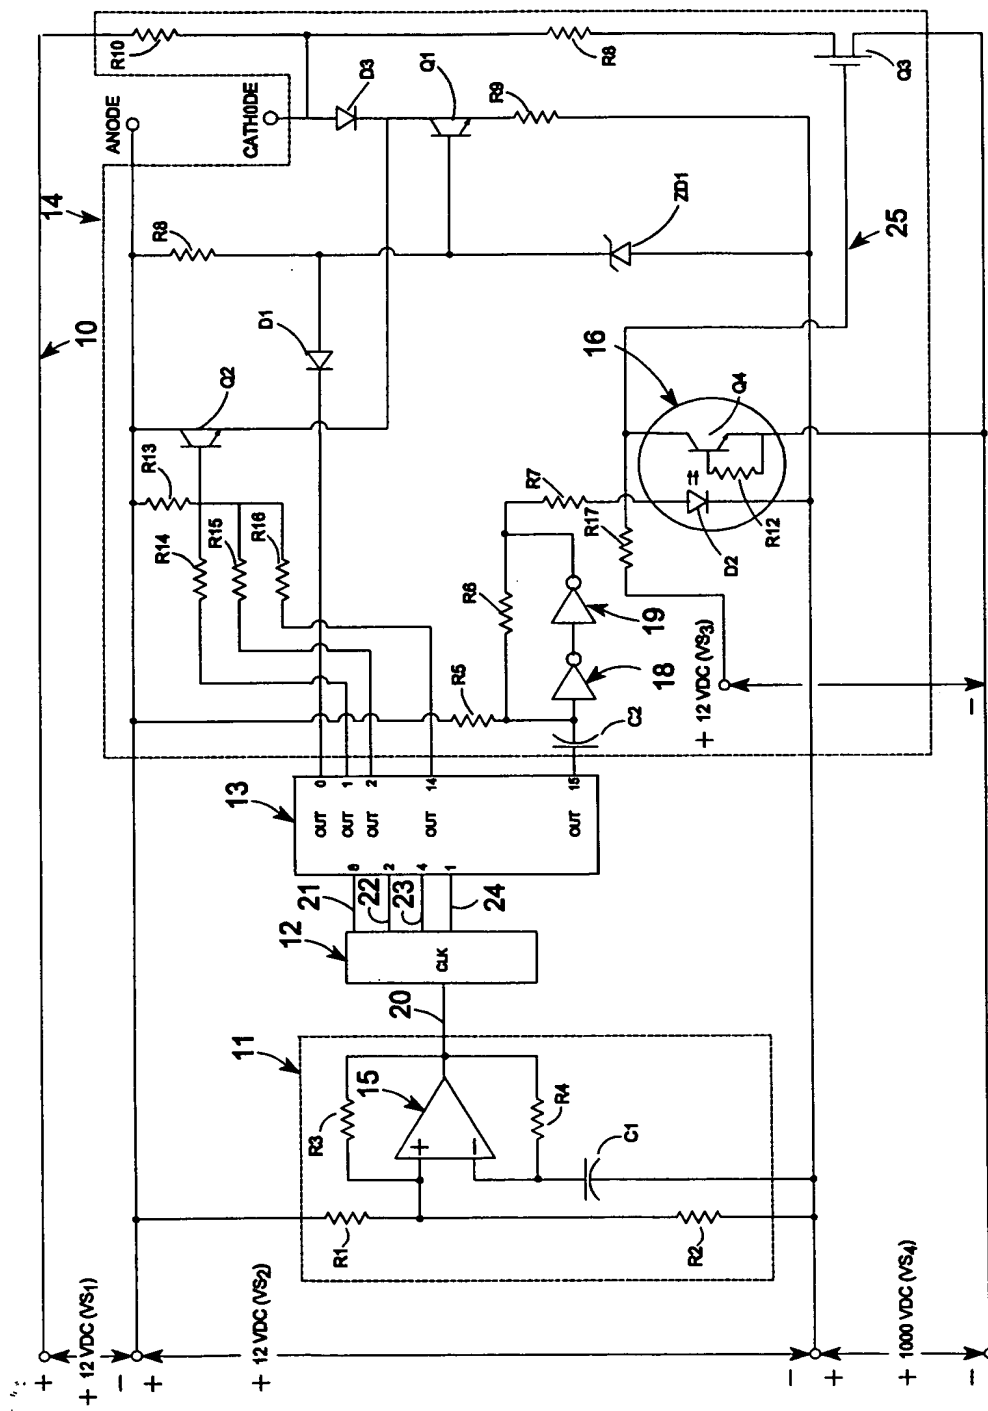 +
+ 12 VDC (VS1)
−
10
14
R10
ANODE
CATHODE
+
+ 12 VDC (VS2)
−
11
R1
R3
15
+
−
R4
C1
R2
20
12
CLK
21
22
23
24
13
8
2
4
1
OUT 0
OUT 1
OUT 2
OUT 14
OUT 15
R13
R14
R15
R16
Q2
D1
R8
D3
Q1
R9
R8
Q3
ZD1
25
R5
R6
R7
C2
18
19
R17
16
D2
R12
Q4
+ 12 VDC (VS3)
−
+
+ 1000 VDC (VS4)
−